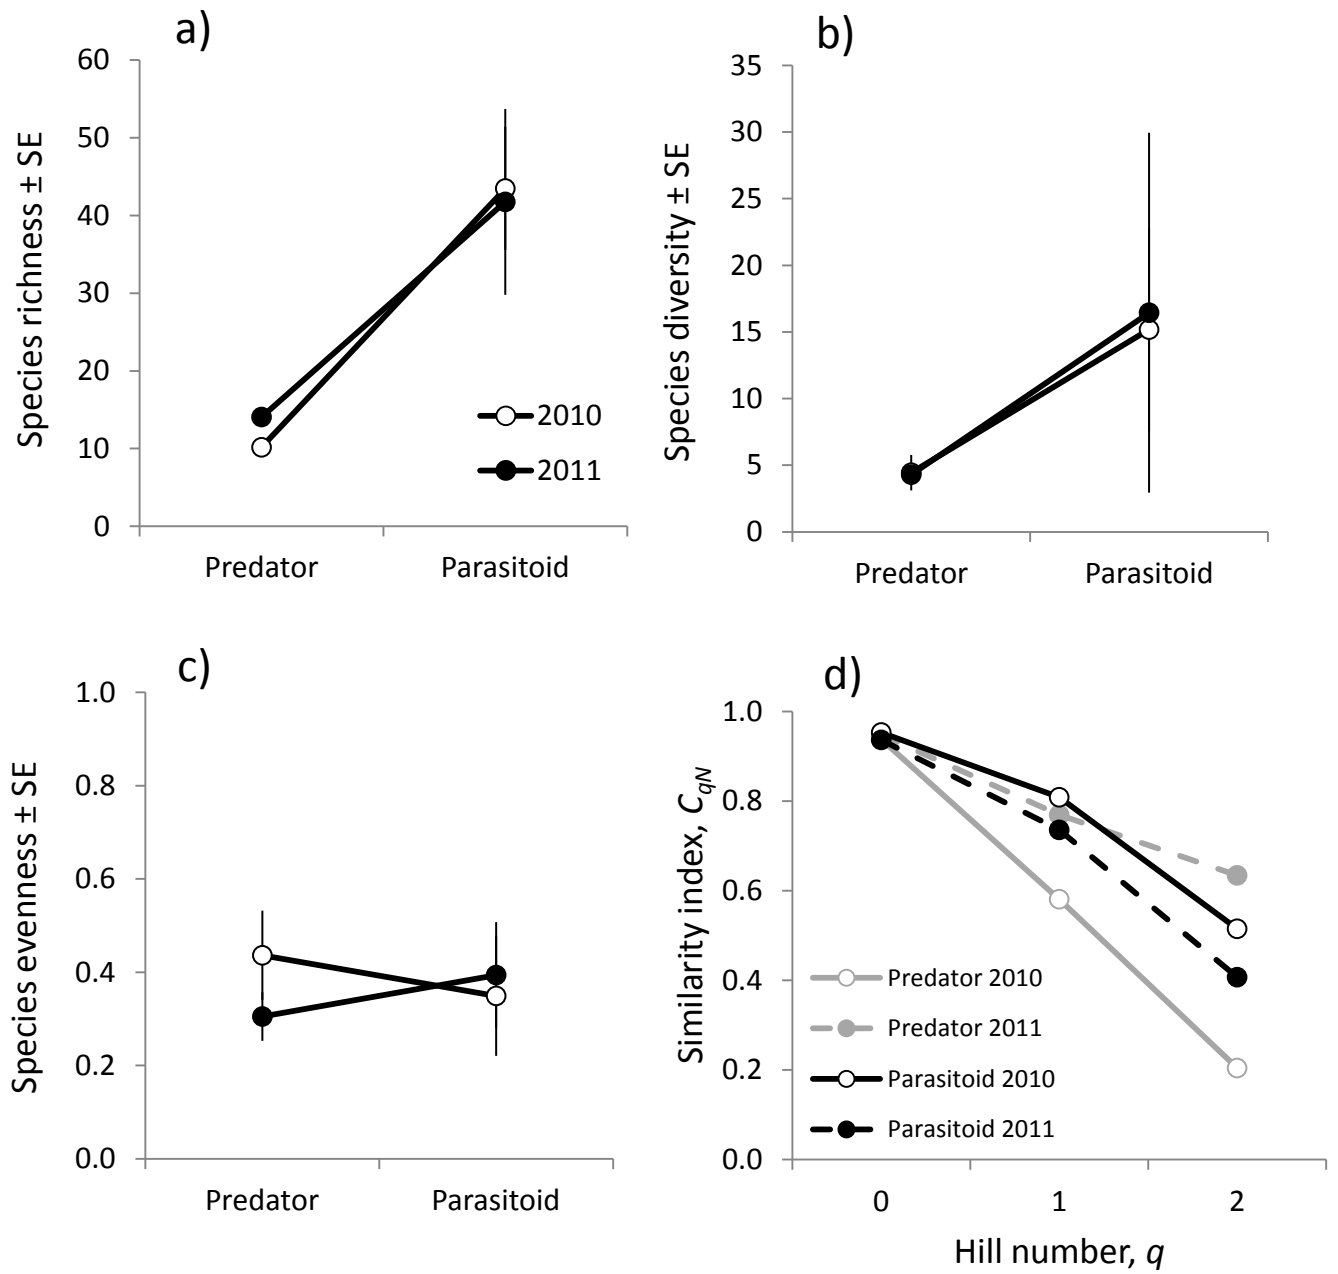 a)
60
50
40
30
20
10
0
Species richness ± SE
2010
2011
Predator Parasitoid
b)
35
30
25
20
15
10
5
0
Species diversity ± SE
Predator Parasitoid
c)
1.0
0.8
0.6
0.4
0.2
0.0
Species evenness ± SE
Predator Parasitoid
d)
1.0
0.8
0.6
0.4
0.2
0.0
Similarity index, CqN
Predator 2010
Predator 2011
Parasitoid 2010
Parasitoid 2011
0 1 2
Hill number, q